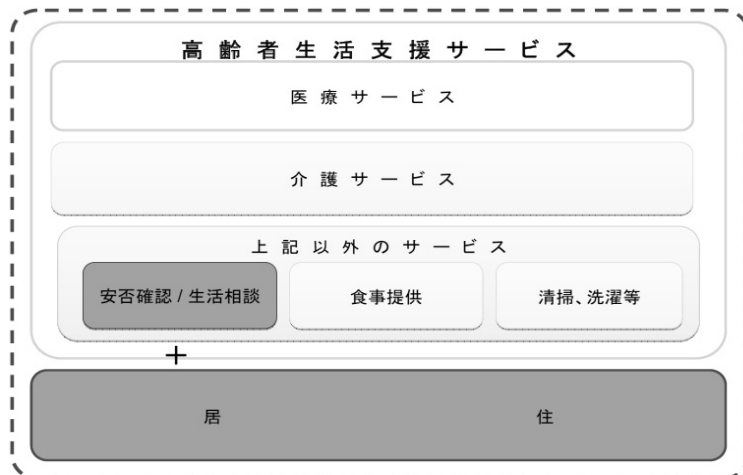 高齢者生活支援サービス
医療サービス
介護サービス
上記以外のサービス
安否確認 / 生活相談
食事提供
清掃、洗濯等
+
居住